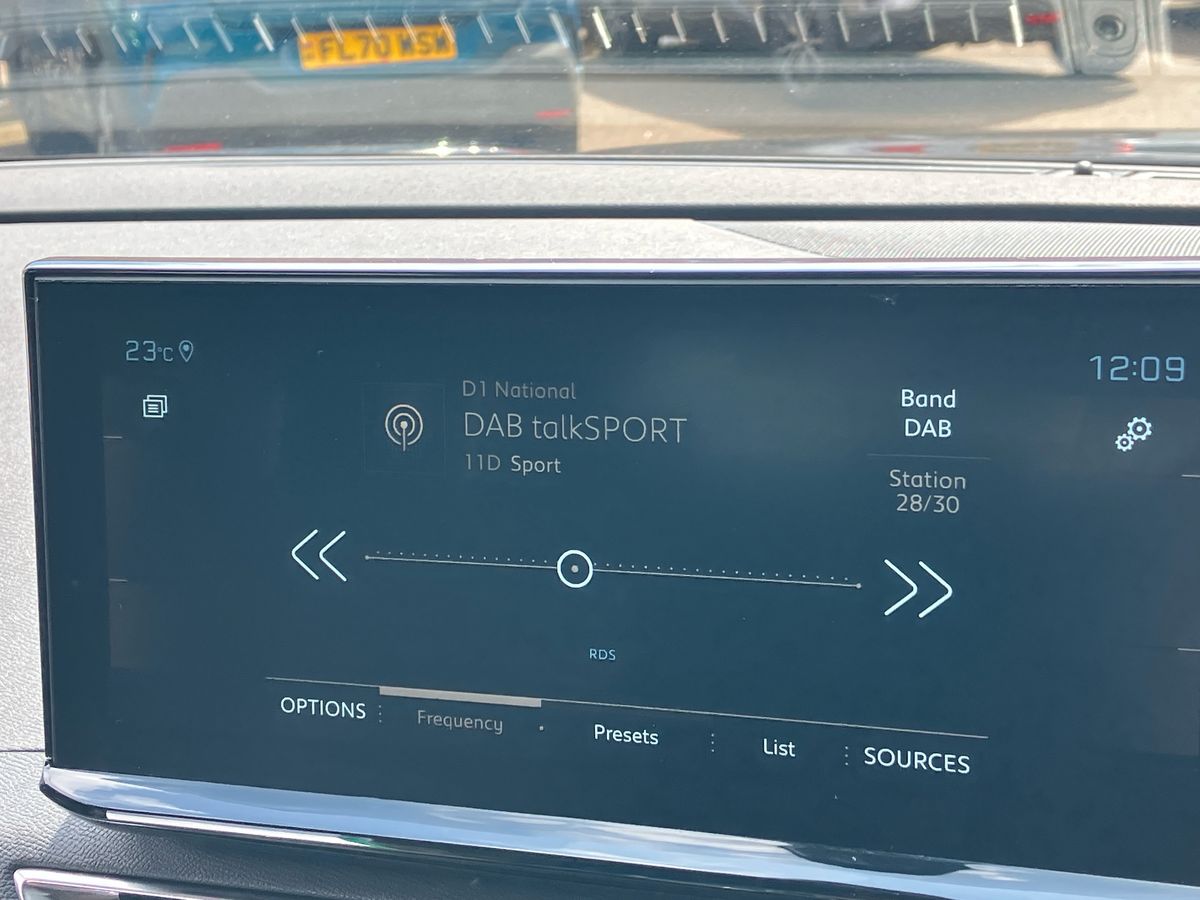 FL70 MSM
23°C
12:09
D1 National
DAB talkSPORT
11D Sport
Band
DAB
Station
28/30
RDS
OPTIONS
Frequency
Presets
List
SOURCES